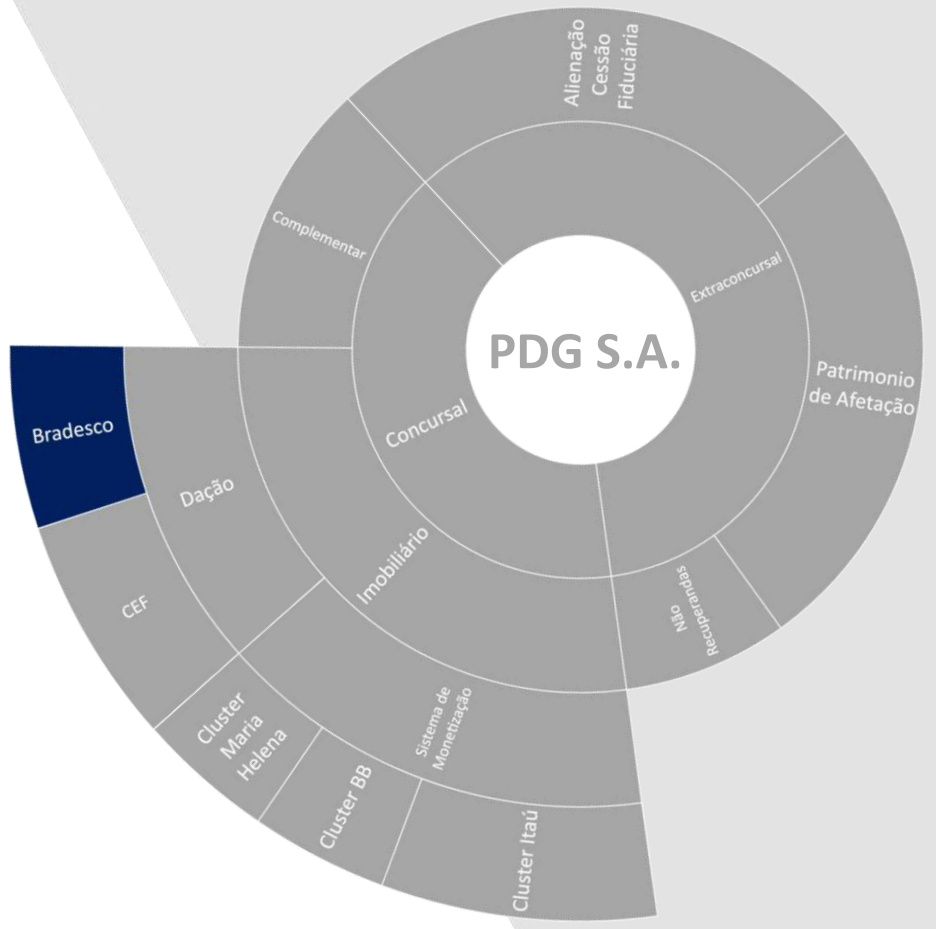 Alienação
Cessão
Fiduciária
Complementar
Extraconcursal
PDG S.A.
Patrimonio
de Afetação
Concursal
Bradesco
Dação
Imobiliário
CEF
Não
Recuperandas
Sistema de
Monetização
Cluster
Maria
Helena
Cluster BB
Cluster Itaú